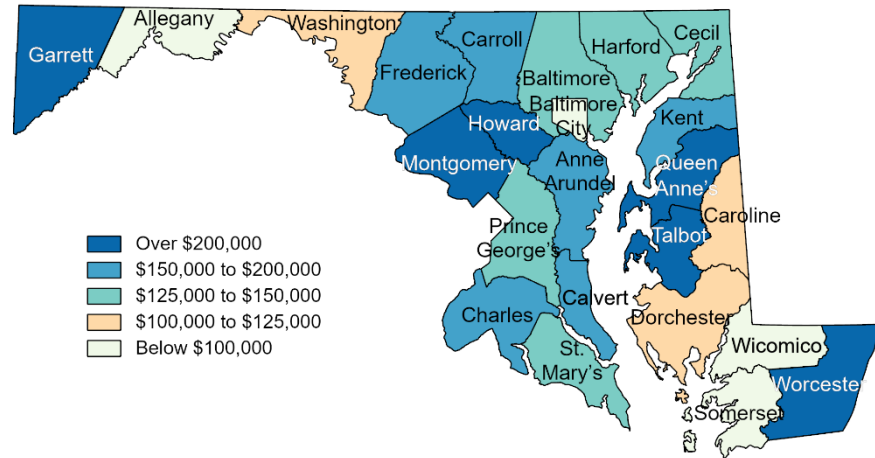 Allegany
Washington
Garrett
Frederick
Carroll
Harford
Cecil
Baltimore
Baltimore
City
Howard
Kent
Montgomery
Anne
Arundel
Queen
Anne's
Caroline
Prince
George's
Talbot
Calvert
Charles
Dorchester
St.
Mary's
Wicomico
Worcester
Somerset
Over $200,000
$150,000 to $200,000
$125,000 to $150,000
$100,000 to $125,000
Below $100,000